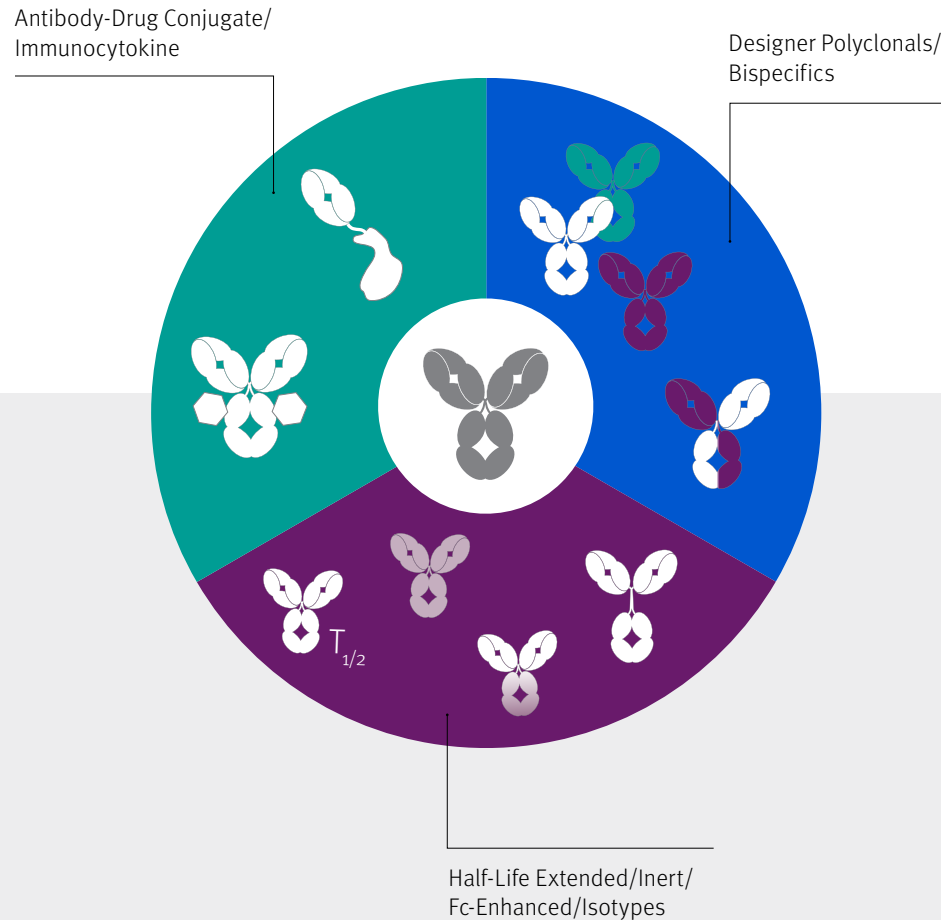 Antibody-Drug Conjugate/
Immunocytokine
Designer Polyclonals/
Bispecifics
T1/2
Half-Life Extended/Inert/
Fc-Enhanced/Isotypes